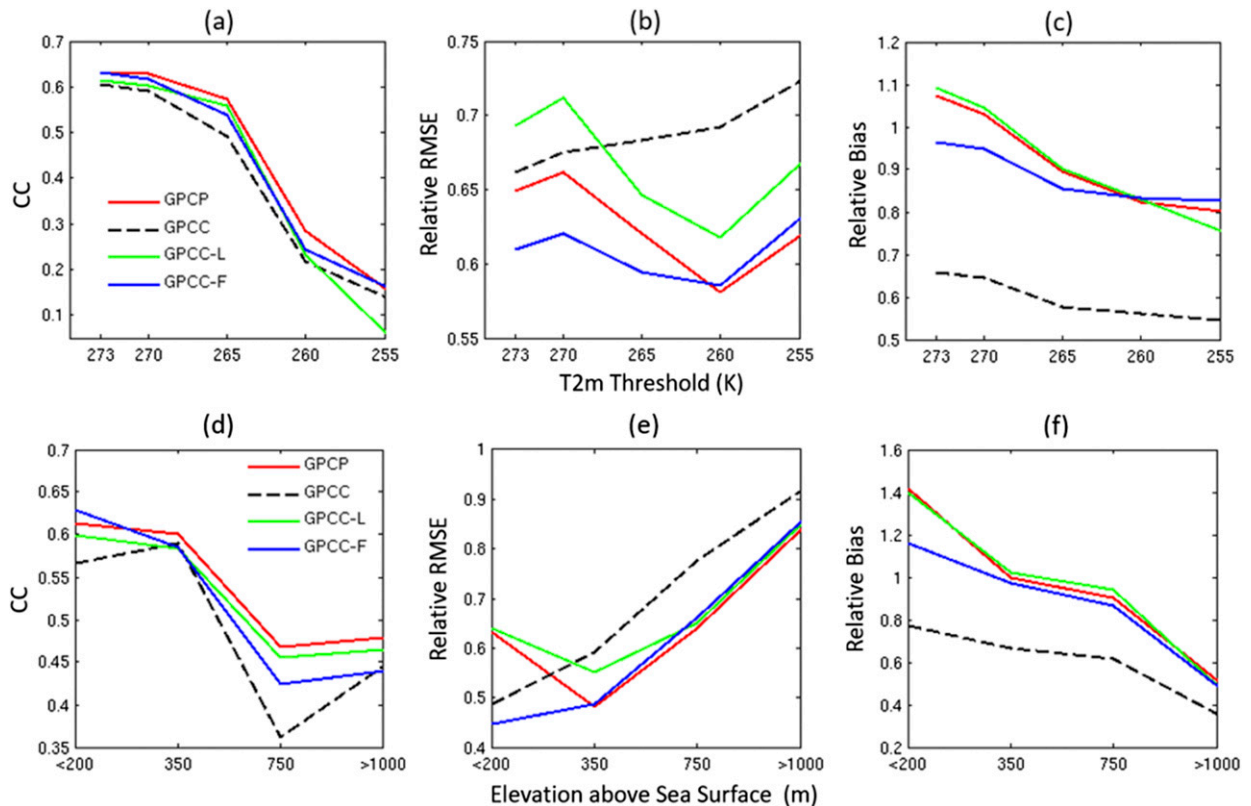 (a)
(b)
(c)
0.7
0.6
0.5
0.4
0.3
0.2
0.1
CC
GPCP
GPCC
GPCC-L
GPCC-F
273 270 265 260 255
0.75
0.7
0.65
0.6
0.55
Relative RMSE
273 270 265 260 255
1.2
1.1
1
0.9
0.8
0.7
0.6
0.5
Relative Bias
273 270 265 260 255
T2m Threshold (K)
(d)
(e)
(f)
0.7
0.65
0.6
0.55
0.5
0.45
0.4
0.35
CC
GPCP
GPCC
GPCC-L
GPCC-F
<200 350 750 >1000
1
0.9
0.8
0.7
0.6
0.5
0.4
Relative RMSE
<200 350 750 >1000
1.6
1.4
1.2
1
0.8
0.6
0.4
0.2
Relative Bias
<200 350 750 >1000
Elevation above Sea Surface (m)